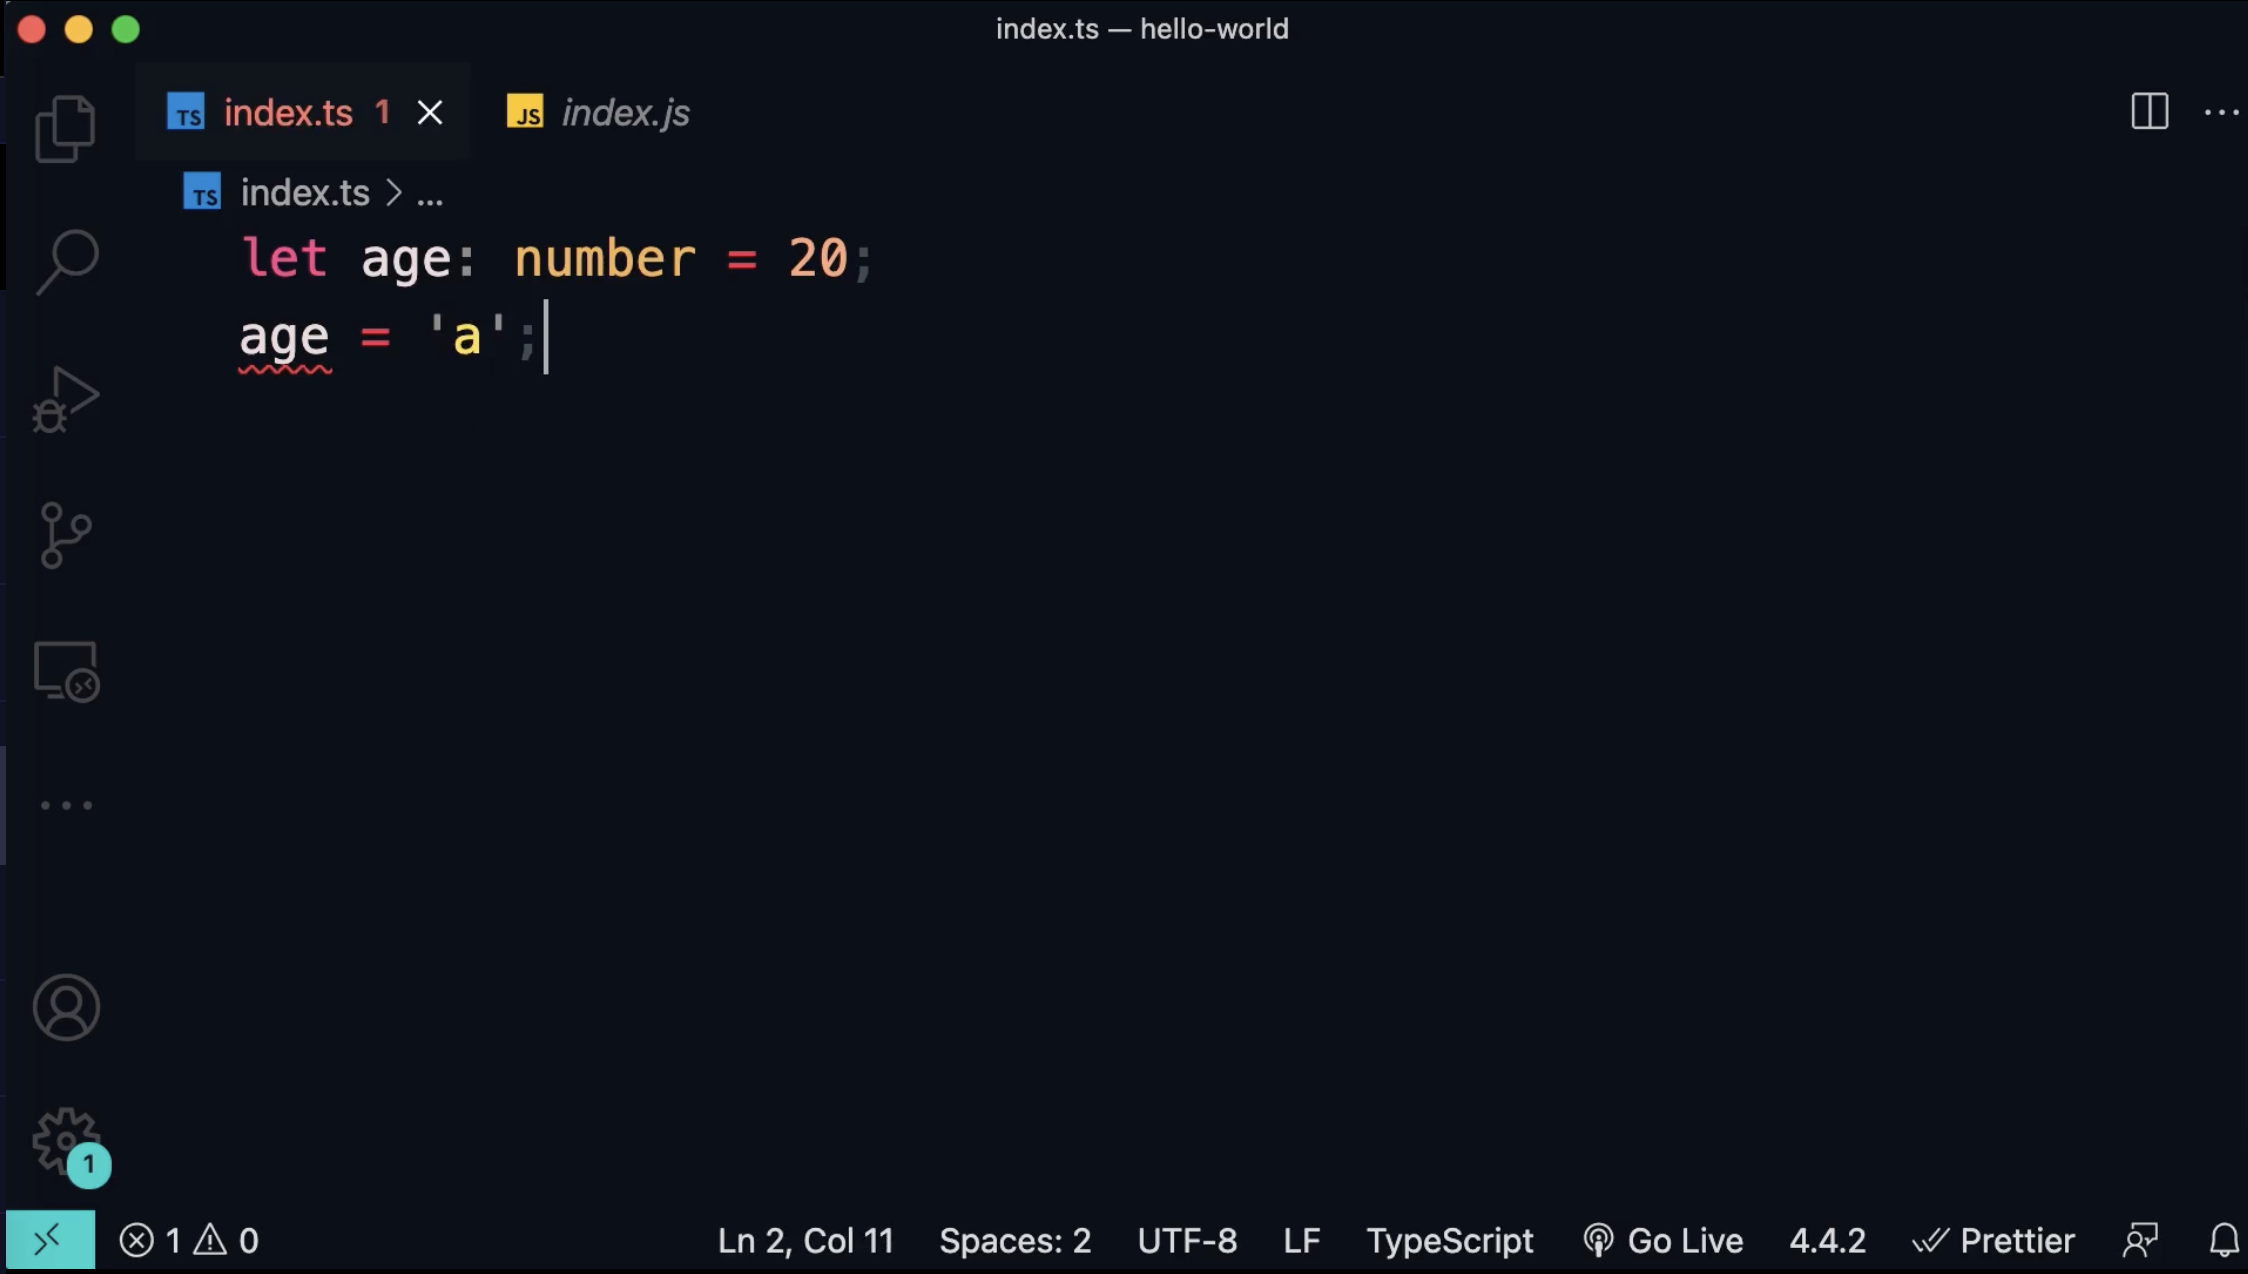 index.ts — hello-world
TS index.ts 1 JS index.js
TS index.ts > ...
let age: number = 20;
age = 'a';
1
1 0 Ln 2, Col 11 Spaces: 2 UTF-8 LF TypeScript Go Live 4.4.2 Prettier